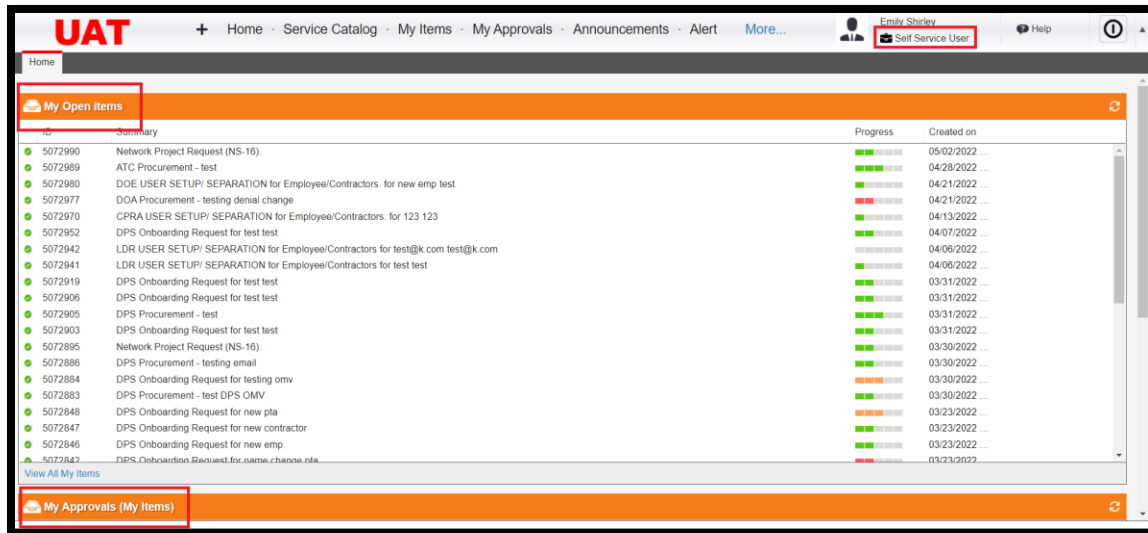 UAT + Home · Service Catalog · My Items · My Approvals · Announcements · Alert More... Emily Shirley Self Service User Help
Home
My Open items
ID Summary Progress Created on
5072990 Network Project Request (NS-16). 05/02/2022 ...
5072989 ATC Procurement - test 04/28/2022 ...
5072980 DOE USER SETUP/ SEPARATION for Employee/Contractors. for new emp test 04/21/2022 ...
5072977 DOA Procurement - testing denial change 04/21/2022 ...
5072970 CPRA USER SETUP/ SEPARATION for Employee/Contractors. for 123 123 04/13/2022 ...
5072952 DPS Onboarding Request for test test 04/07/2022 ...
5072942 LDR USER SETUP/ SEPARATION for Employee/Contractors for test@k.com test@k.com 04/06/2022 ...
5072941 LDR USER SETUP/ SEPARATION for Employee/Contractors for test test 04/06/2022 ...
5072919 DPS Onboarding Request for test test 03/31/2022 ...
5072906 DPS Onboarding Request for test test 03/31/2022 ...
5072905 DPS Procurement - test 03/31/2022 ...
5072903 DPS Onboarding Request for test test 03/31/2022 ...
5072895 Network Project Request (NS-16). 03/30/2022 ...
5072886 DPS Procurement - testing email 03/30/2022 ...
5072884 DPS Onboarding Request for testing omv 03/30/2022 ...
5072883 DPS Procurement - test DPS OMV 03/30/2022 ...
5072848 DPS Onboarding Request for new pta 03/23/2022 ...
5072847 DPS Onboarding Request for new contractor 03/23/2022 ...
5072846 DPS Onboarding Request for new emp 03/23/2022 ...
5072842 DPS Onboarding Request for name change pta 03/23/2022 ...
View All My Items
My Approvals (My Items)